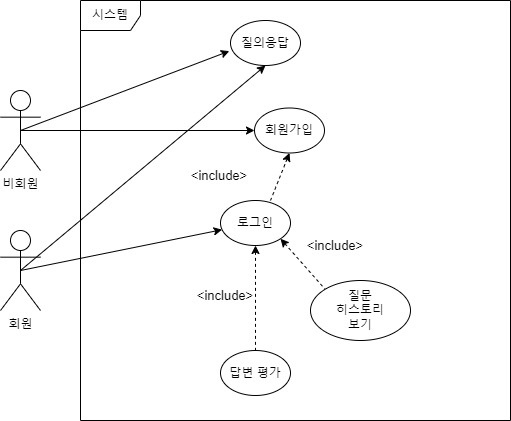 시스템
질의응답
회원가입
비회원
<include>
로그인
<include>
<include>
회원
질문
히스토리
보기
답변 평가